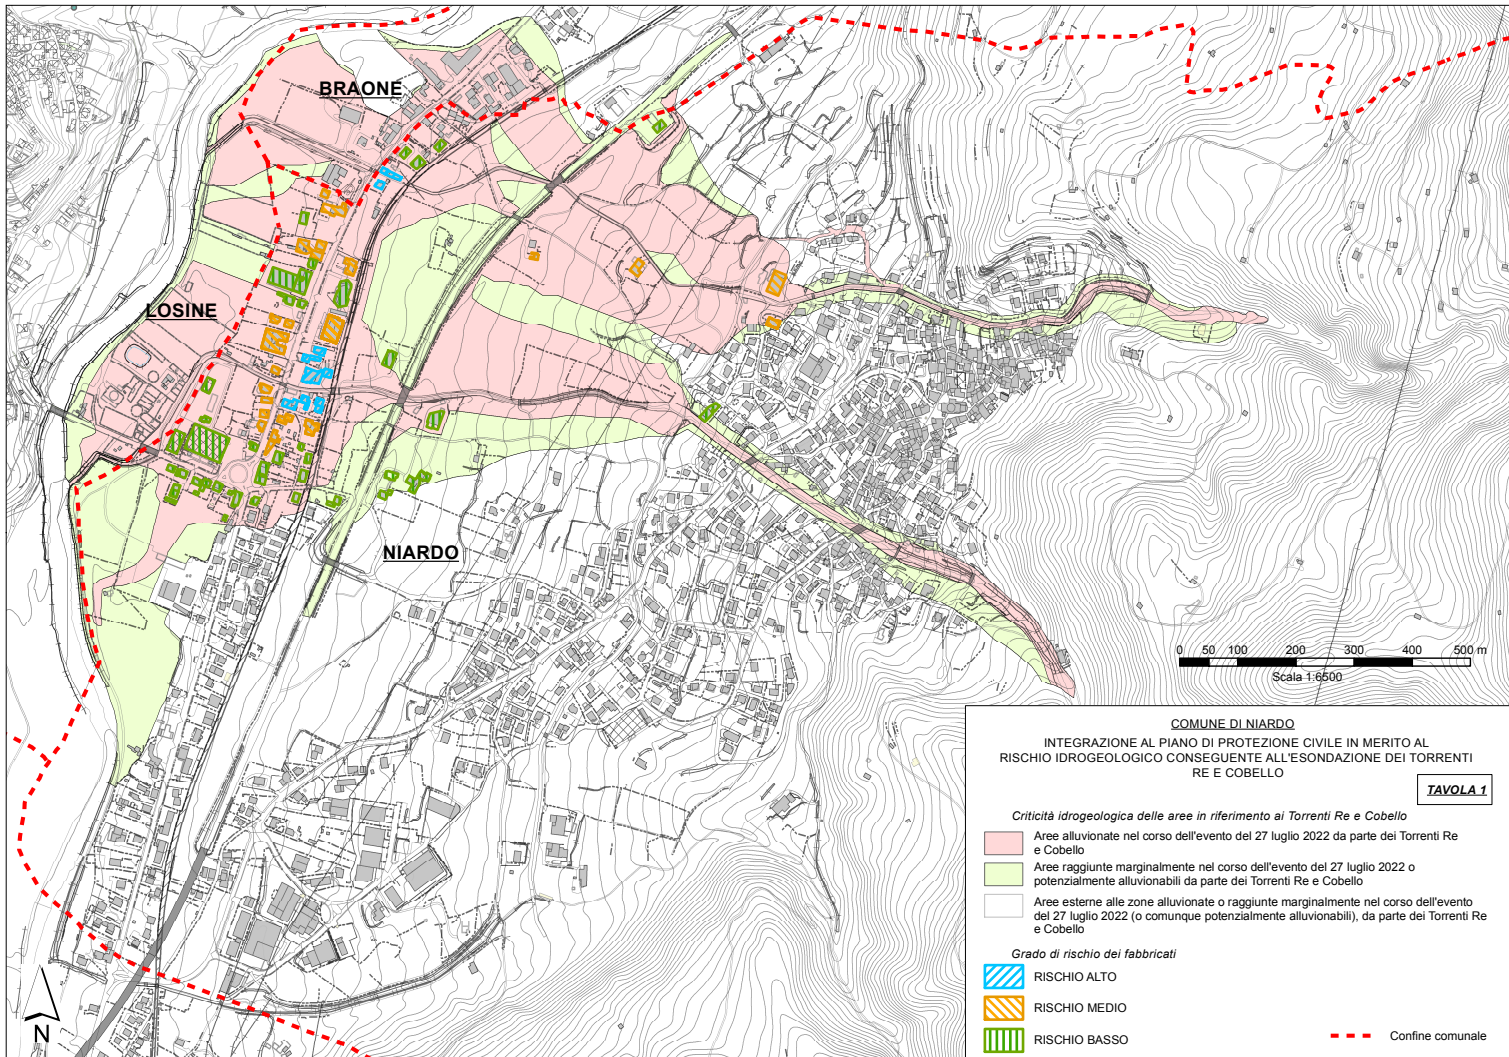 BRAONE
LOSINE
NIARDO
0 50 100 200 300 400 500 m
Scala 1:6500
COMUNE DI NIARDO
INTEGRAZIONE AL PIANO DI PROTEZIONE CIVILE IN MERITO AL
RISCHIO IDROGEOLOGICO CONSEGUENTE ALL'ESONDAZIONE DEI TORRENTI
RE E COBELLO
TAVOLA 1
Criticità idrogeologica delle aree in riferimento ai Torrenti Re e Cobello
Aree alluvionate nel corso dell'evento del 27 luglio 2022 da parte dei Torrenti Re
e Cobello
Aree raggiunte marginalmente nel corso dell'evento del 27 luglio 2022 o
potenzialmente alluvionabili da parte dei Torrenti Re e Cobello
Aree esterne alle zone alluvionate o raggiunte marginalmente nel corso dell'evento
del 27 luglio 2022 (o comunque potenzialmente alluvionabili), da parte dei Torrenti Re
e Cobello
Grado di rischio dei fabbricati
RISCHIO ALTO
RISCHIO MEDIO
RISCHIO BASSO
Confine comunale
N